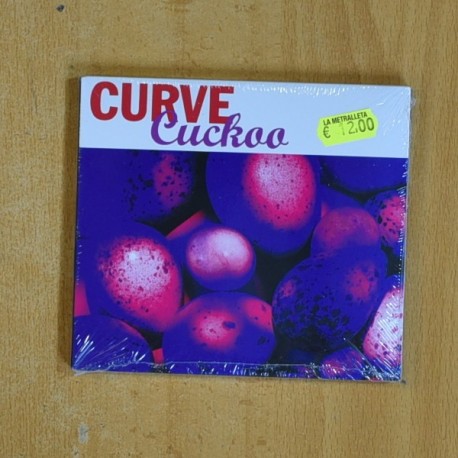 CURVE
Cuckoo
LA METRALLETA
€ 12.00